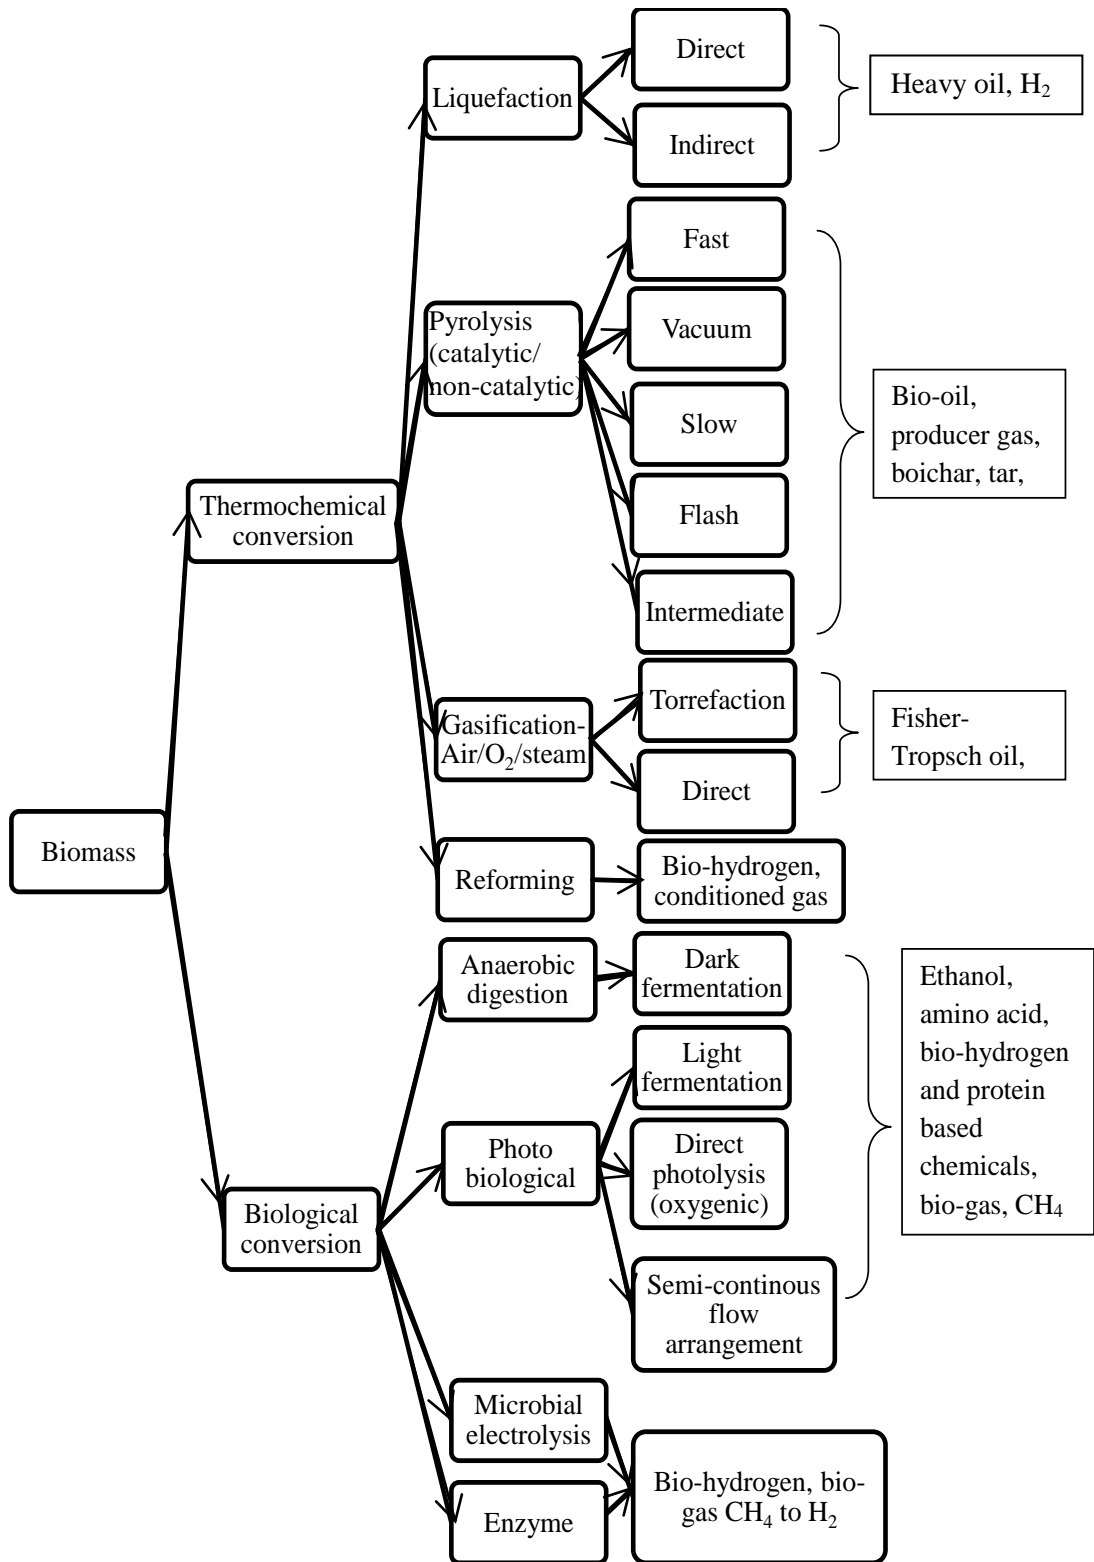 Direct
Heavy oil, H₂
Liquefaction
Indirect
Fast
Vacuum
Pyrolysis
(catalytic/
non-catalytic)
Slow
Bio-oil,
producer gas,
boichar, tar,
Flash
Thermochemical
conversion
Intermediate
Torrefaction
Gasification-
Air/O₂/steam
Fisher-
Tropsch oil,
Direct
Biomass
Reforming
Bio-hydrogen,
conditioned gas
Anaerobic
digestion
Dark
fermentation
Light
fermentation
Ethanol,
amino acid,
bio-hydrogen
and protein
based
chemicals,
bio-gas, CH₄
Photo
biological
Direct
photolysis
(oxygenic)
Biological
conversion
Semi-continous
flow
arrangement
Microbial
electrolysis
Bio-hydrogen, bio-
gas CH₄ to H₂
Enzyme